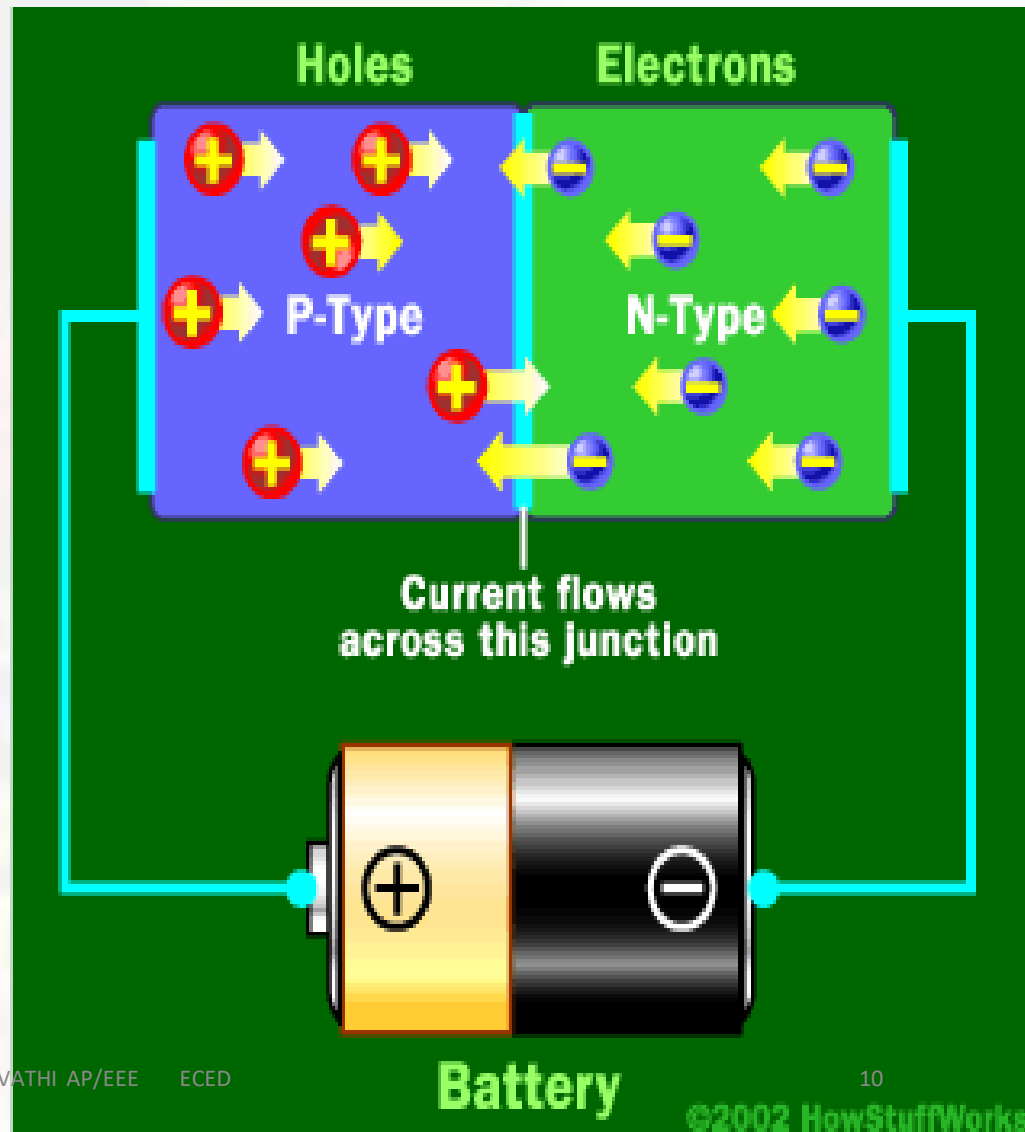 Holes Electrons
P-Type N-Type
Current flows
across this junction
VATHI AP/EEE ECED 10
Battery
©2002 HowStuffWorks